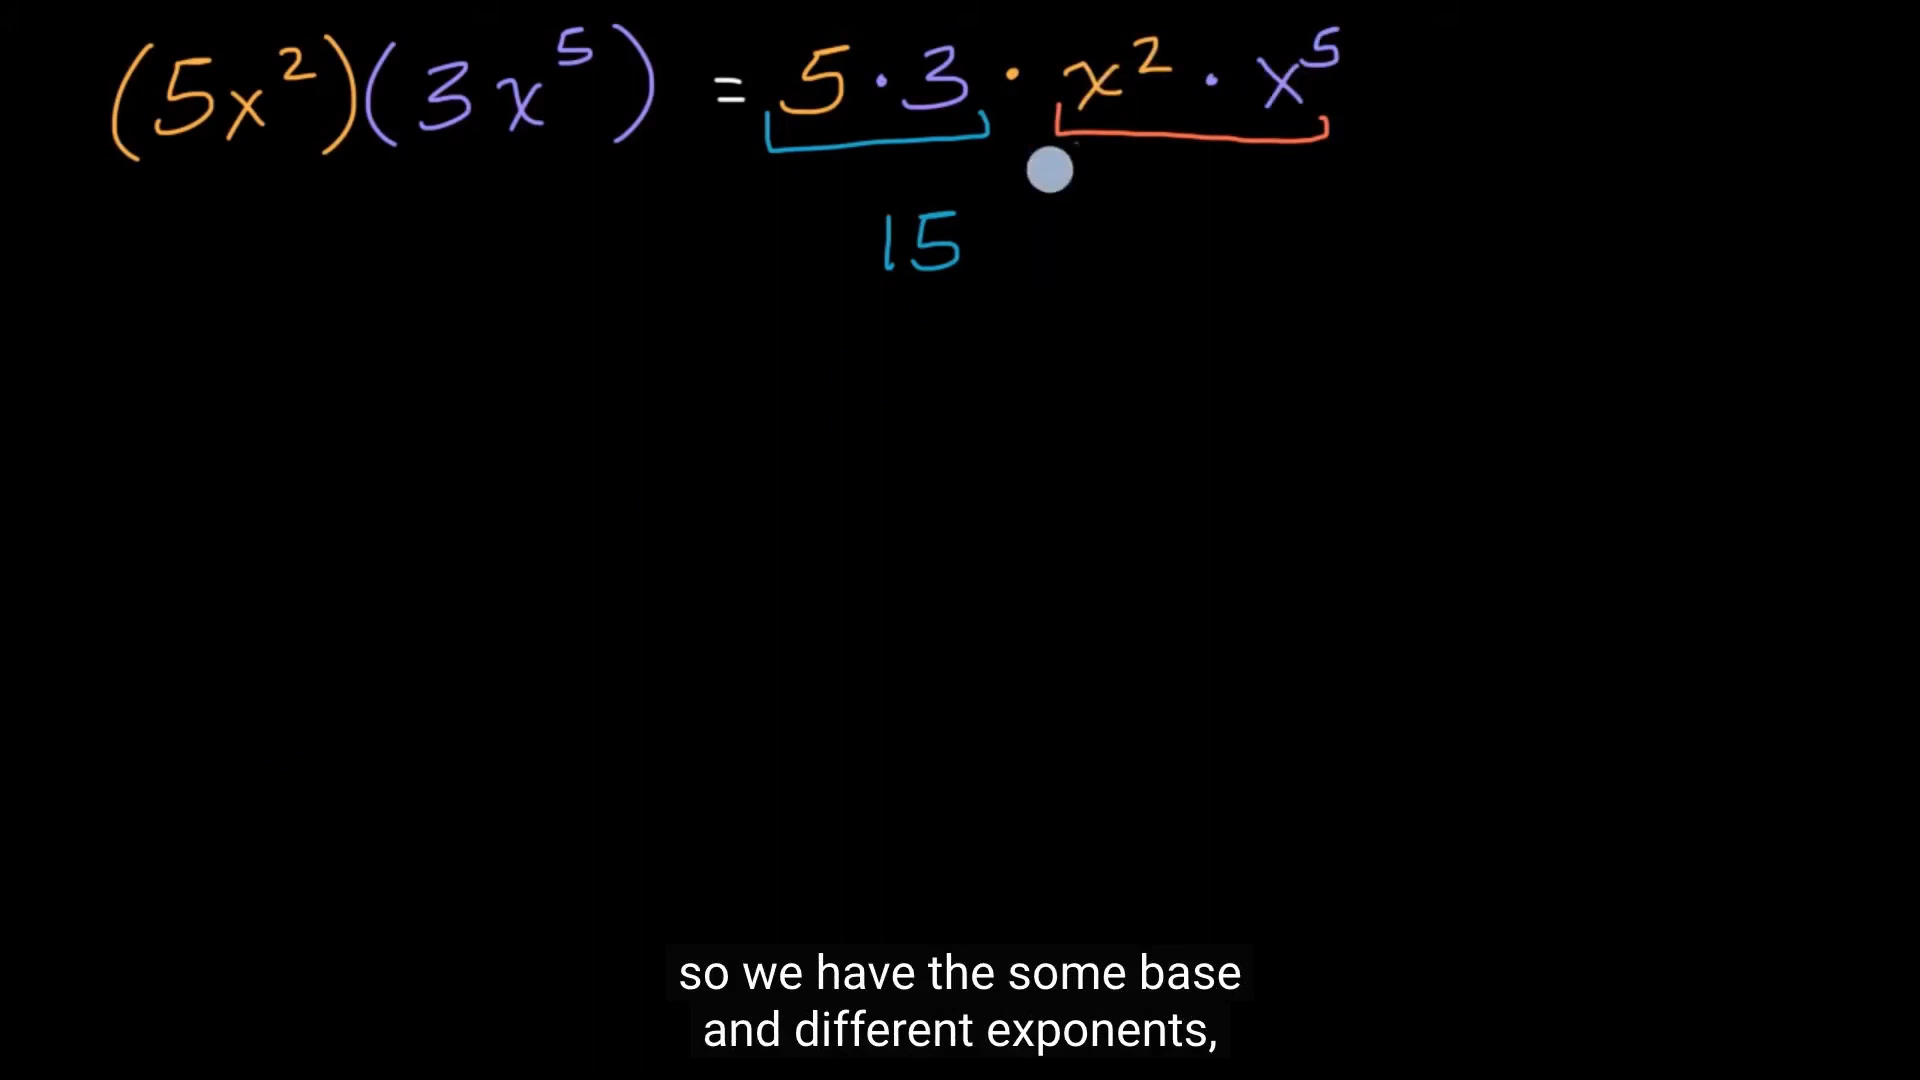 (5x²)(3x⁵) = 5·3·x²·x⁵
15
so we have the some base
and different exponents,